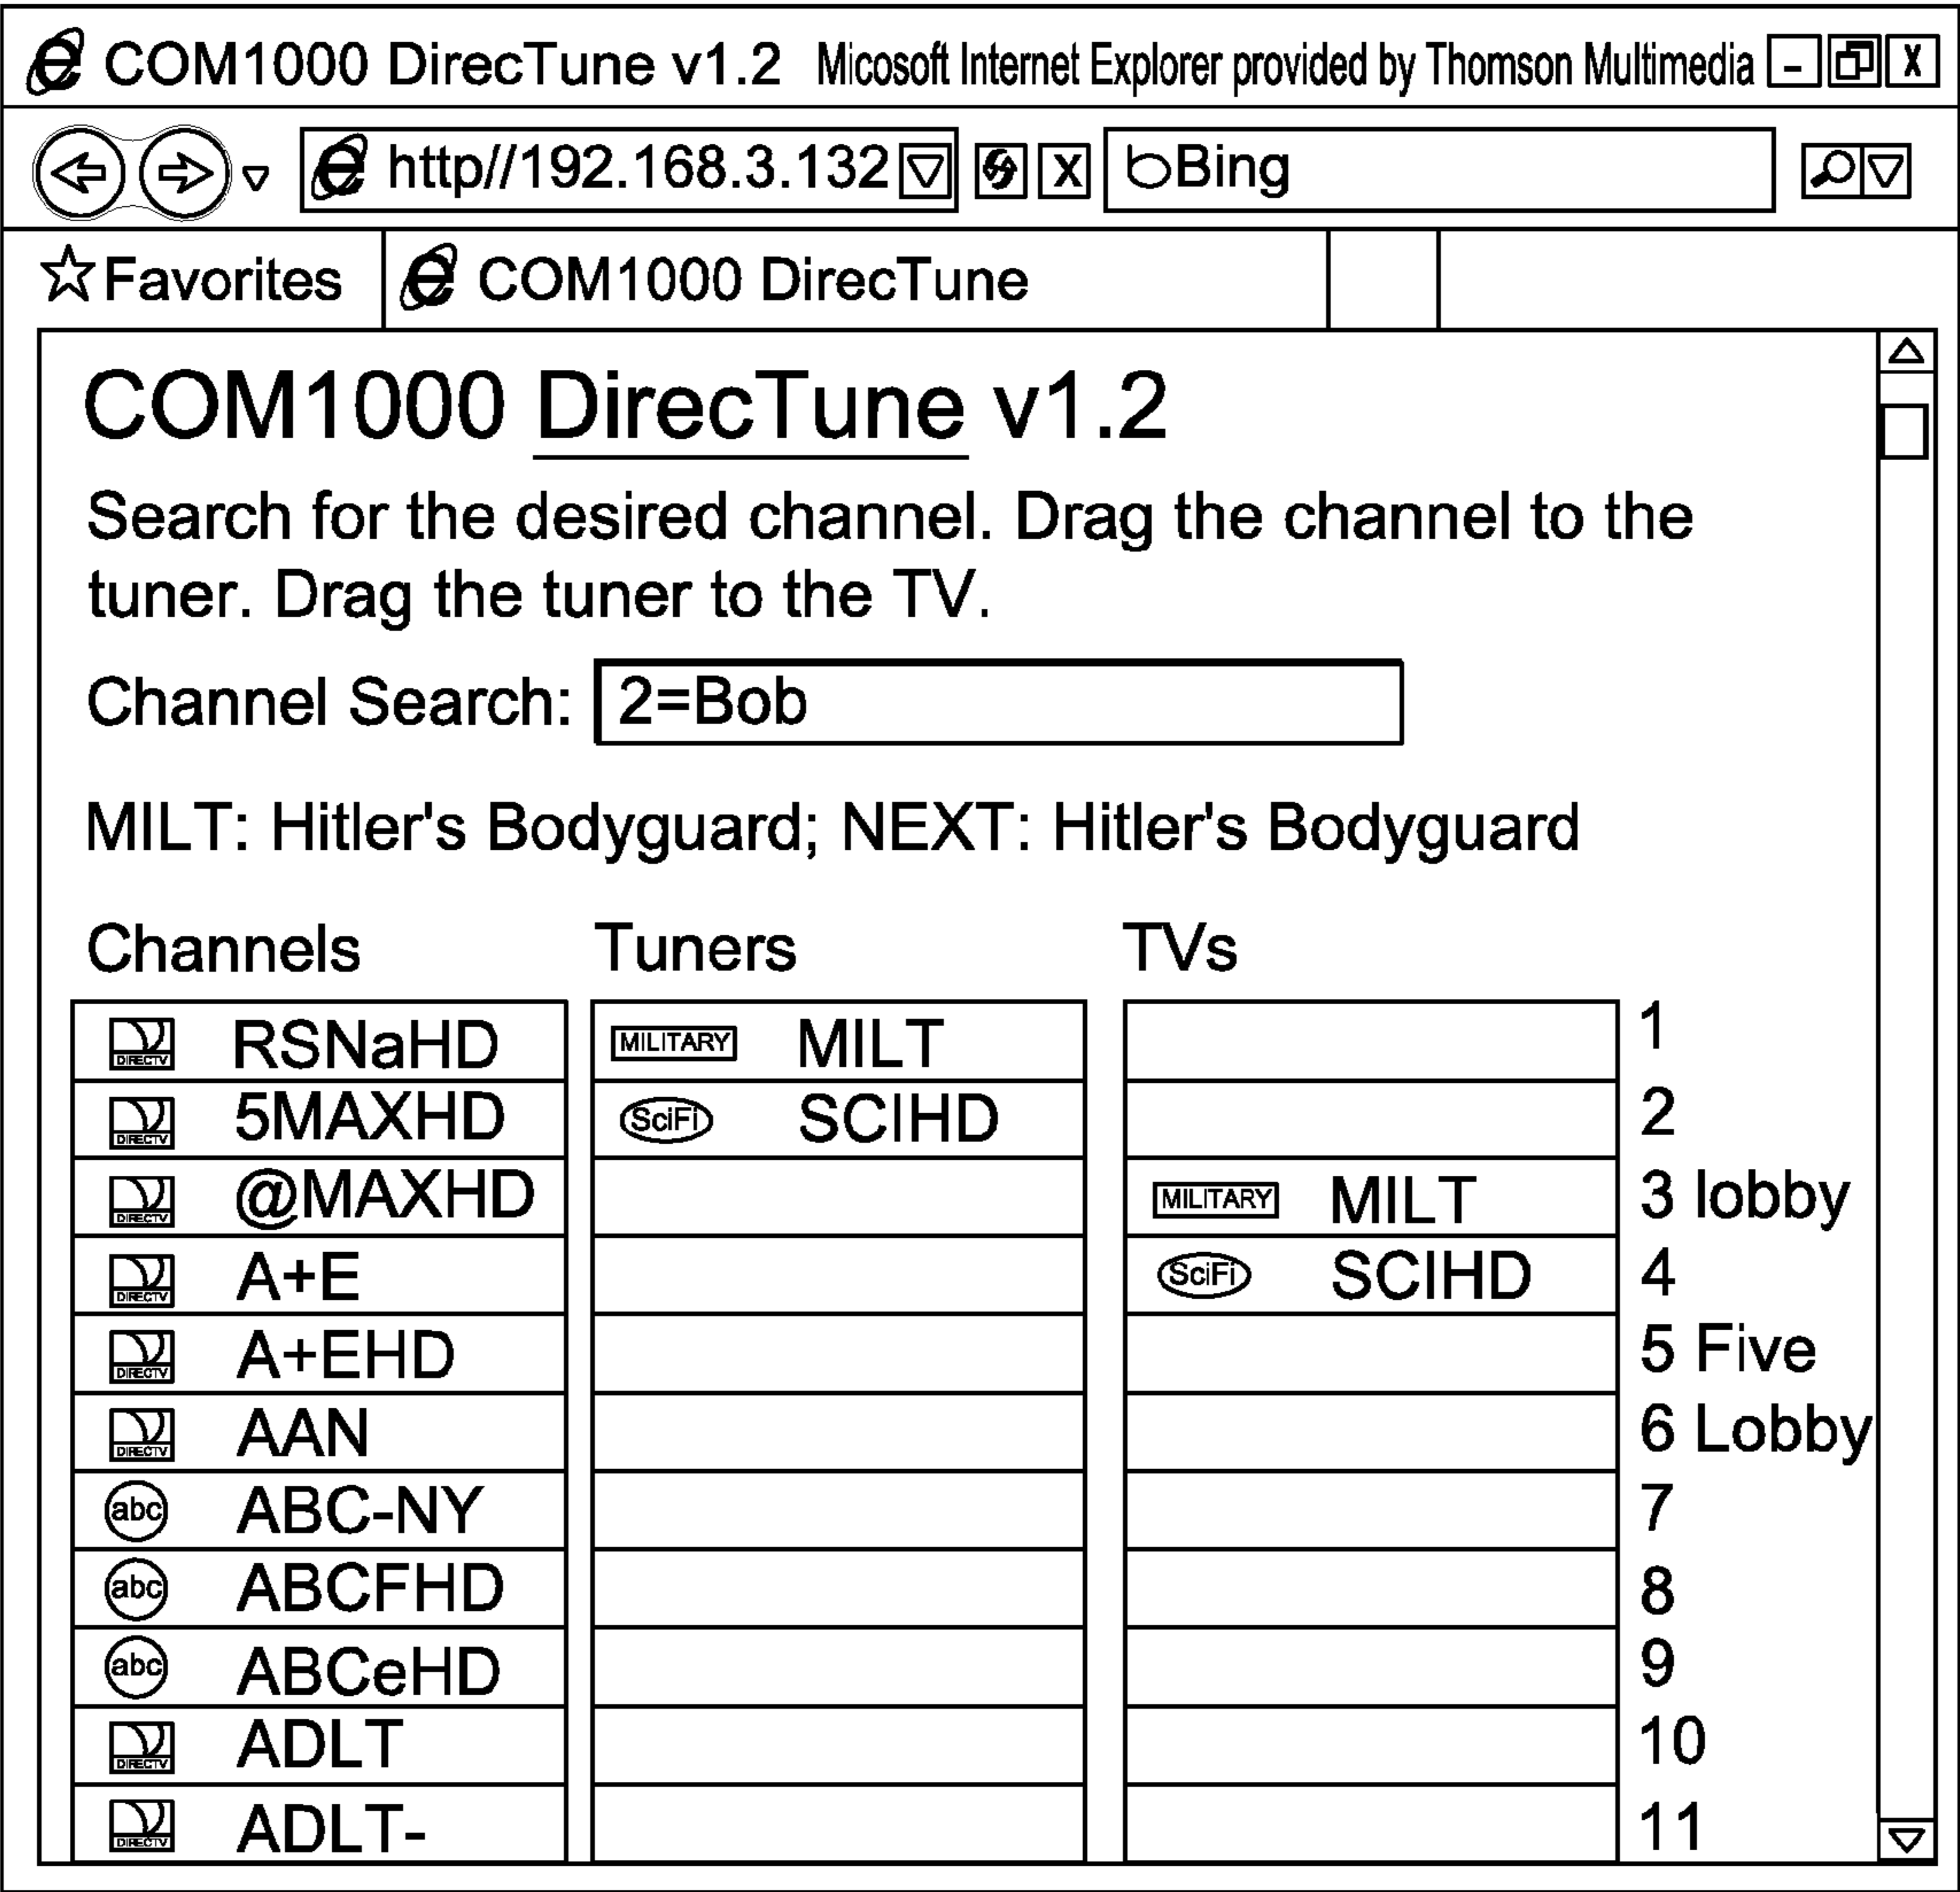 COM1000 DirecTune v1.2 Micosoft Internet Explorer provided by Thomson Multimedia - X
http//192.168.3.132 X bBing
Favorites COM1000 DirecTune
COM1000 DirecTune v1.2
Search for the desired channel. Drag the channel to the
tuner. Drag the tuner to the TV.
Channel Search: 2=Bob
MILT: Hitler's Bodyguard; NEXT: Hitler's Bodyguard
Channels Tuners TVs
DIRECTV RSNaHD MILITARY MILT 1
DIRECTV 5MAXHD SciFi SCIHD 2
DIRECTV @MAXHD MILITARY MILT 3 lobby
DIRECTV A+E SciFi SCIHD 4
DIRECTV A+EHD 5 Five
DIRECTV AAN 6 Lobby
abc ABC-NY 7
abc ABCFHD 8
abc ABCeHD 9
DIRECTV ADLT 10
DIRECTV ADLT- 11